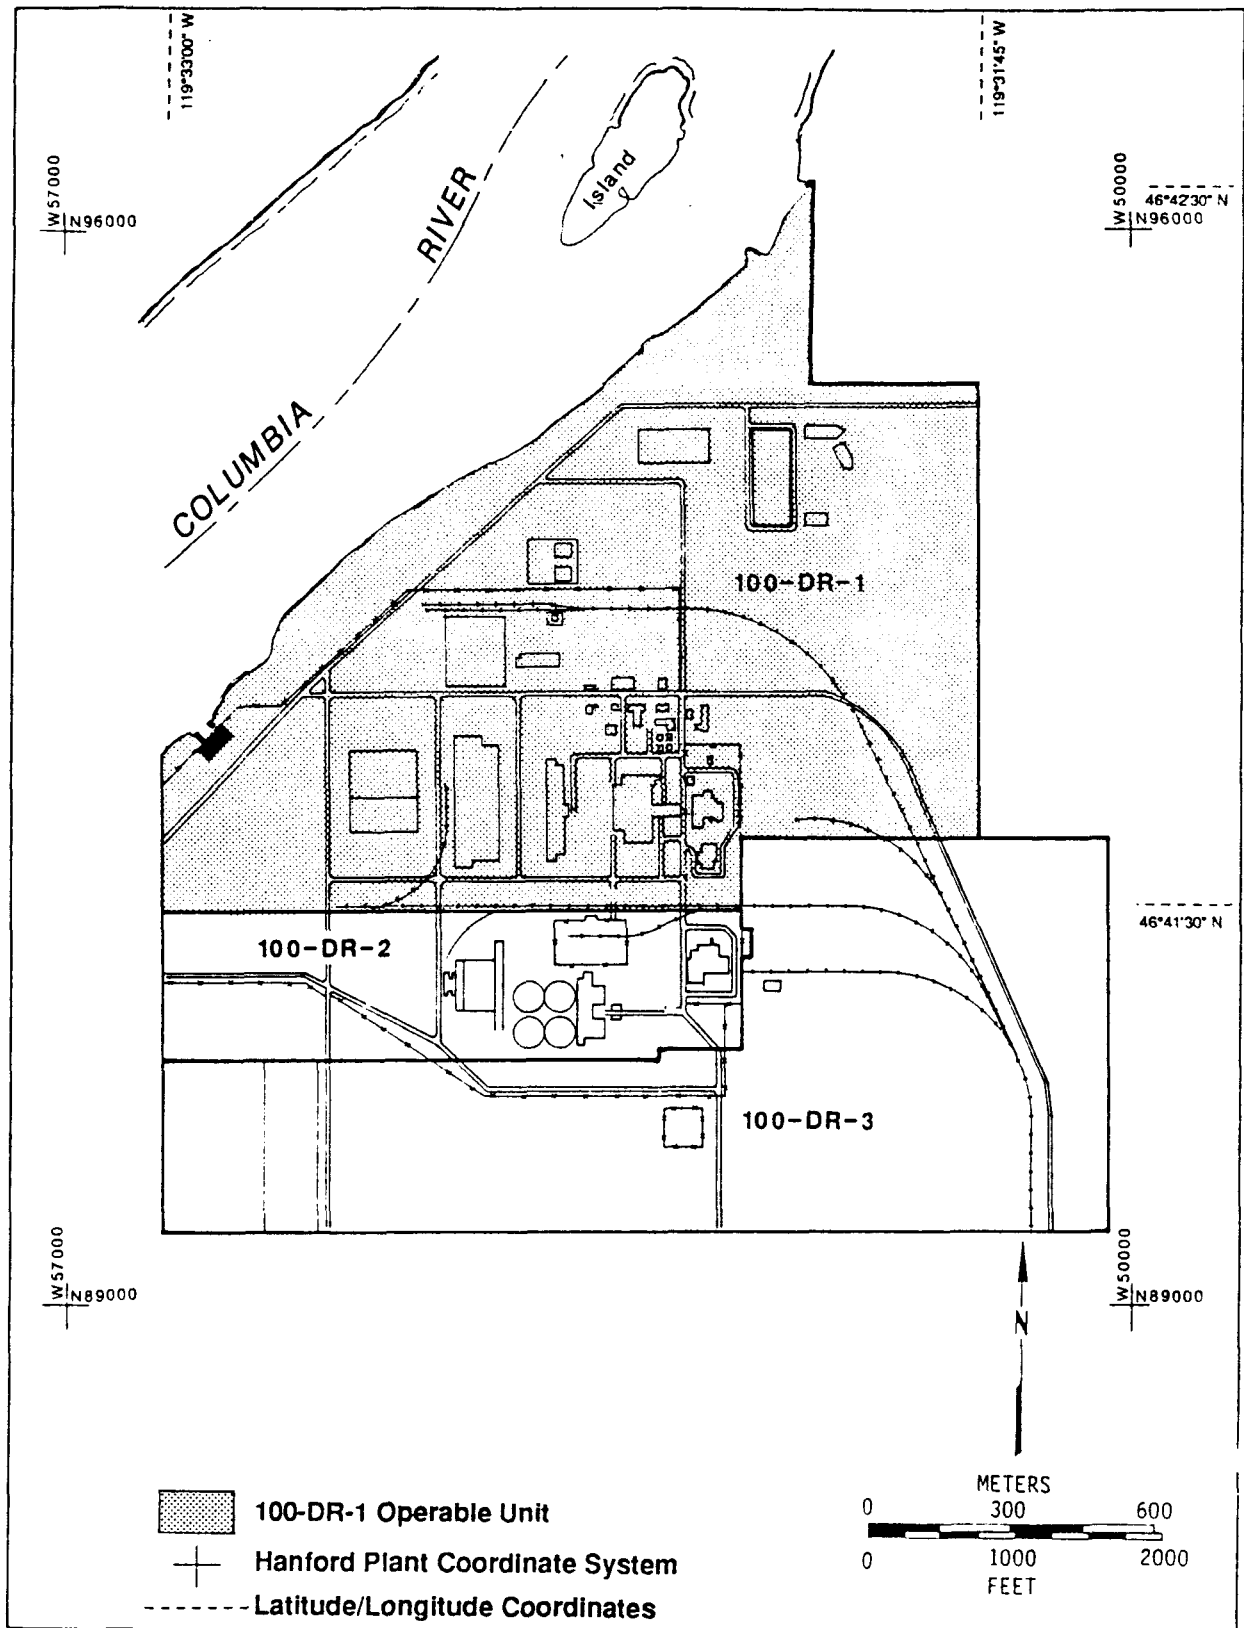 119°33'00" W
119°31'45" W
W57000
N96000
W50000
46°42'30" N
N96000
Island
COLUMBIA RIVER
100-DR-1
46°41'30" N
100-DR-2
100-DR-3
W57000
N89000
W50000
N89000
N
100-DR-1 Operable Unit
Hanford Plant Coordinate System
Latitude/Longitude Coordinates
METERS
0 300 600
0 1000 2000
FEET